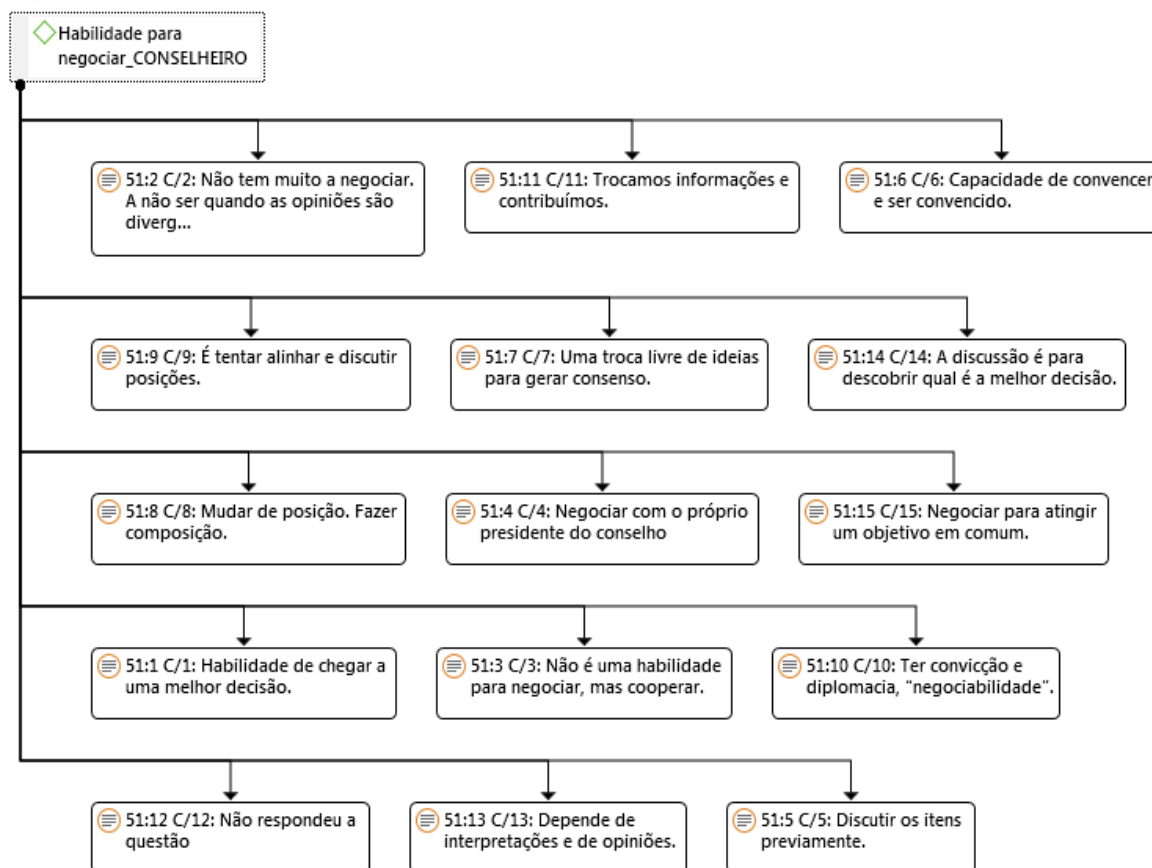 Habilidade para
negociar_CONSELHEIRO
51:2 C/2: Não tem muito a negociar.
A não ser quando as opiniões são
diverg...
51:11 C/11: Trocamos informações e
contribuímos.
51:6 C/6: Capacidade de convencer
e ser convencido.
51:9 C/9: É tentar alinhar e discutir
posições.
51:7 C/7: Uma troca livre de ideias
para gerar consenso.
51:14 C/14: A discussão é para
descobrir qual é a melhor decisão.
51:8 C/8: Mudar de posição. Fazer
composição.
51:4 C/4: Negociar com o próprio
presidente do conselho
51:15 C/15: Negociar para atingir
um objetivo em comum.
51:1 C/1: Habilidade de chegar a
uma melhor decisão.
51:3 C/3: Não é uma habilidade
para negociar, mas cooperar.
51:10 C/10: Ter convicção e
diplomacia, “negociabilidade”.
51:12 C/12: Não respondeu a
questão
51:13 C/13: Depende de
interpretações e de opiniões.
51:5 C/5: Discutir os itens
previamente.